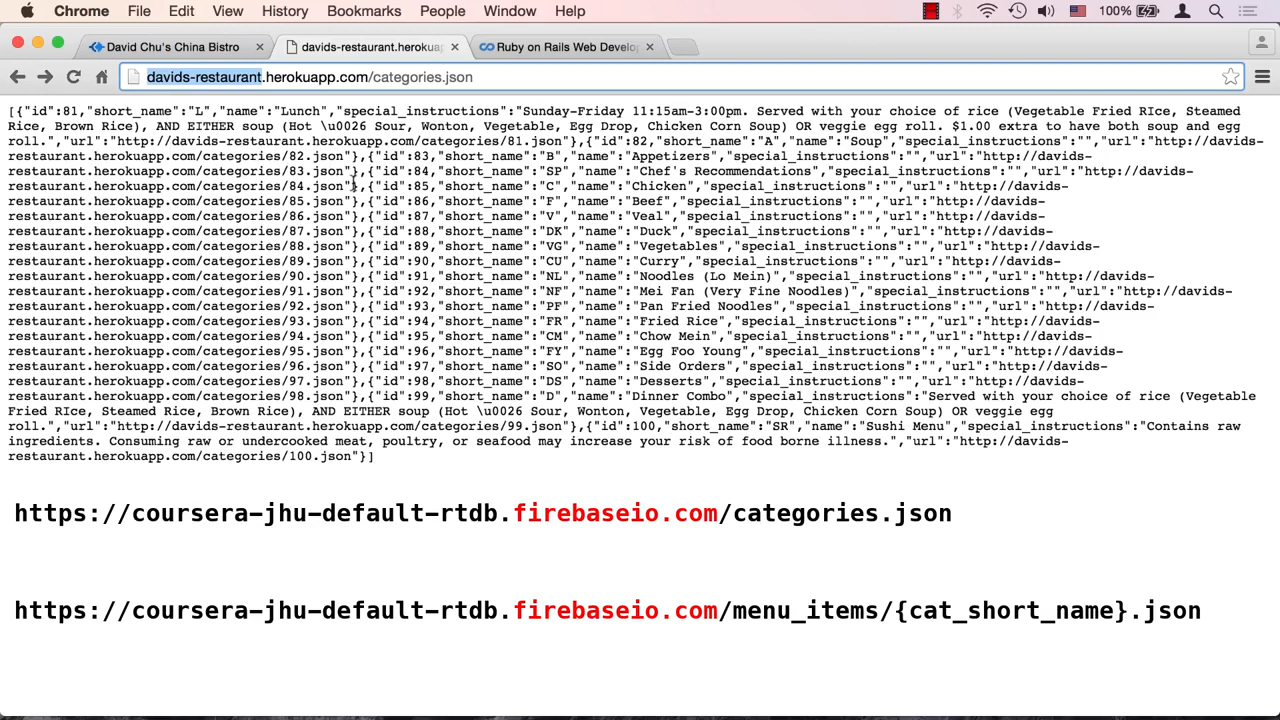 Chrome File Edit View History Bookmarks People Window Help 100%
David Chu's China Bistro davids-restaurant.herokuap Ruby on Rails Web Develop
davids-restaurant.herokuapp.com/categories.json
[{"id":81,"short_name":"L","name":"Lunch","special_instructions":"Sunday-Friday 11:15am-3:00pm. Served with your choice of rice (Vegetable Fried RIce, Steamed
Rice, Brown Rice), AND EITHER soup (Hot \u0026 Sour, Wonton, Vegetable, Egg Drop, Chicken Corn Soup) OR veggie egg roll. $1.00 extra to have both soup and egg
roll.","url":"http://davids-restaurant.herokuapp.com/categories/81.json"},{"id":82,"short_name":"A","name":"Soup","special_instructions":"","url":"http://davids-
restaurant.herokuapp.com/categories/82.json"},{"id":83,"short_name":"B","name":"Appetizers","special_instructions":"","url":"http://davids-
restaurant.herokuapp.com/categories/83.json"},{"id":84,"short_name":"SP","name":"Chef's Recommendations","special_instructions":"","url":"http://davids-
restaurant.herokuapp.com/categories/84.json"},{"id":85,"short_name":"C","name":"Chicken","special_instructions":"","url":"http://davids-
restaurant.herokuapp.com/categories/85.json"},{"id":86,"short_name":"F","name":"Beef","special_instructions":"","url":"http://davids-
restaurant.herokuapp.com/categories/86.json"},{"id":87,"short_name":"V","name":"Veal","special_instructions":"","url":"http://davids-
restaurant.herokuapp.com/categories/87.json"},{"id":88,"short_name":"DK","name":"Duck","special_instructions":"","url":"http://davids-
restaurant.herokuapp.com/categories/88.json"},{"id":89,"short_name":"VG","name":"Vegetables","special_instructions":"","url":"http://davids-
restaurant.herokuapp.com/categories/89.json"},{"id":90,"short_name":"CU","name":"Curry","special_instructions":"","url":"http://davids-
restaurant.herokuapp.com/categories/90.json"},{"id":91,"short_name":"NL","name":"Noodles (Lo Mein)","special_instructions":"","url":"http://davids-
restaurant.herokuapp.com/categories/91.json"},{"id":92,"short_name":"NF","name":"Mei Fan (Very Fine Noodles)","special_instructions":"","url":"http://davids-
restaurant.herokuapp.com/categories/92.json"},{"id":93,"short_name":"PF","name":"Pan Fried Noodles","special_instructions":"","url":"http://davids-
restaurant.herokuapp.com/categories/93.json"},{"id":94,"short_name":"FR","name":"Fried Rice","special_instructions":"","url":"http://davids-
restaurant.herokuapp.com/categories/94.json"},{"id":95,"short_name":"CM","name":"Chow Mein","special_instructions":"","url":"http://davids-
restaurant.herokuapp.com/categories/95.json"},{"id":96,"short_name":"FY","name":"Egg Foo Young","special_instructions":"","url":"http://davids-
restaurant.herokuapp.com/categories/96.json"},{"id":97,"short_name":"SO","name":"Side Orders","special_instructions":"","url":"http://davids-
restaurant.herokuapp.com/categories/97.json"},{"id":98,"short_name":"DS","name":"Desserts","special_instructions":"","url":"http://davids-
restaurant.herokuapp.com/categories/98.json"},{"id":99,"short_name":"D","name":"Dinner Combo","special_instructions":"Served with your choice of rice (Vegetable
Fried RIce, Steamed Rice, Brown Rice), AND EITHER soup (Hot \u0026 Sour, Wonton, Vegetable, Egg Drop, Chicken Corn Soup) OR veggie egg
roll.","url":"http://davids-restaurant.herokuapp.com/categories/99.json"},{"id":100,"short_name":"SR","name":"Sushi Menu","special_instructions":"Contains raw
ingredients. Consuming raw or undercooked meat, poultry, or seafood may increase your risk of food borne illness.","url":"http://davids-
restaurant.herokuapp.com/categories/100.json"}]
https://coursera-jhu-default-rtdb.firebaseio.com/categories.json
https://coursera-jhu-default-rtdb.firebaseio.com/menu_items/{cat_short_name}.json